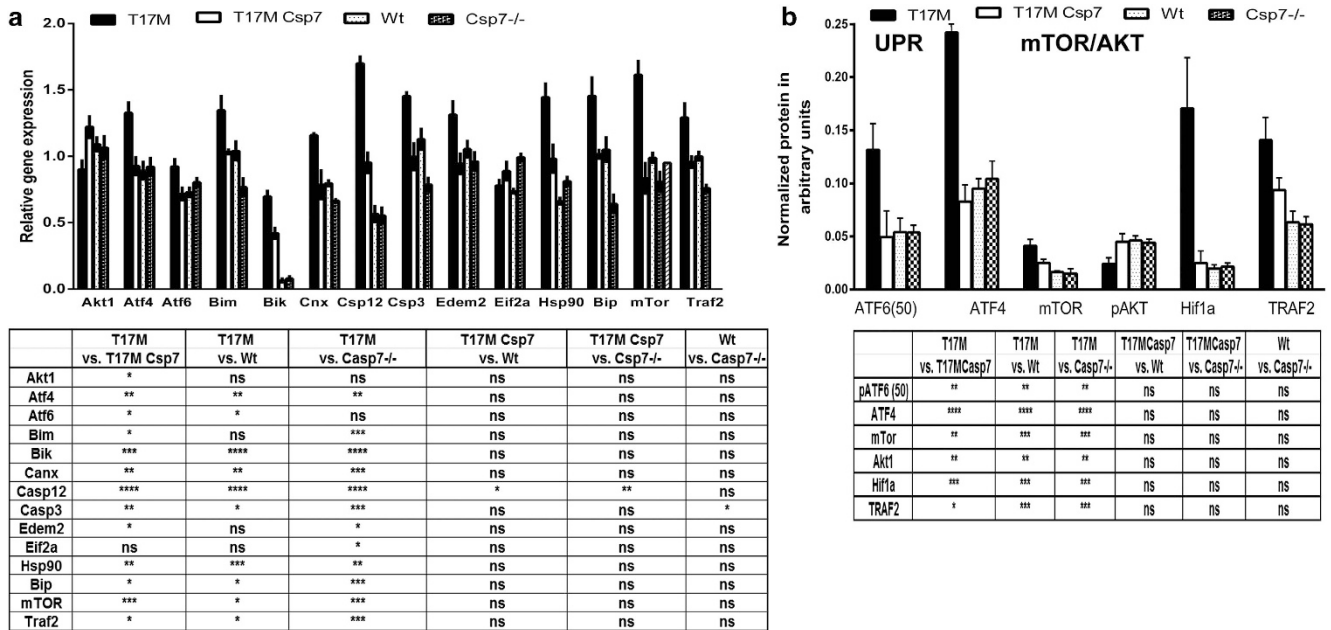 a
T17M T17M Csp7 Wt Csp7-/-
Relative gene expression
2.0
1.5
1.0
0.5
0.0
Akt1 Atf4 Atf6 Bim Bik Cnx Csp12 Csp3 Edem2 Eif2a Hsp90 Bip mTor Traf2
T17M T17M T17M T17M Csp7 T17M Csp7 Wt
vs. T17M Csp7 vs. Wt vs. Casp7-/- vs. Wt vs. Csp7-/- vs. Casp7-/-
Akt1 * ns ns ns ns ns
Atf4 ** ** ** ns ns ns
Atf6 * * ns ns ns ns
Bim * ns *** ns ns ns
Bik *** **** **** ns ns ns
Canx ** ** *** ns ns ns
Casp12 **** **** **** * ** ns
Casp3 ** * *** ns ns *
Edem2 * ns * ns ns ns
Eif2a ns ns * ns ns ns
Hsp90 ** *** ** ns ns ns
Bip * * *** ns ns ns
mTOR *** * *** ns ns ns
Traf2 * * *** ns ns ns
b
T17M T17M Csp7 Wt Csp7-/-
UPR mTOR/AKT
Normalized protein in
arbitrary units
0.25
0.20
0.15
0.10
0.05
0.00
ATF6(50) ATF4 mTOR pAKT Hif1a TRAF2
T17M T17M T17M T17MCasp7 T17MCasp7 Wt
vs. T17MCasp7 vs. Wt vs. Casp7-/- vs. Wt vs. Casp7-/- vs. Casp7-/-
pATF6 (50) ** ** ** ns ns ns
ATF4 **** **** **** ns ns ns
mTor ** *** *** ns ns ns
Akt1 ** ** ** ns ns ns
Hif1a *** *** *** ns ns ns
TRAF2 * *** *** ns ns ns